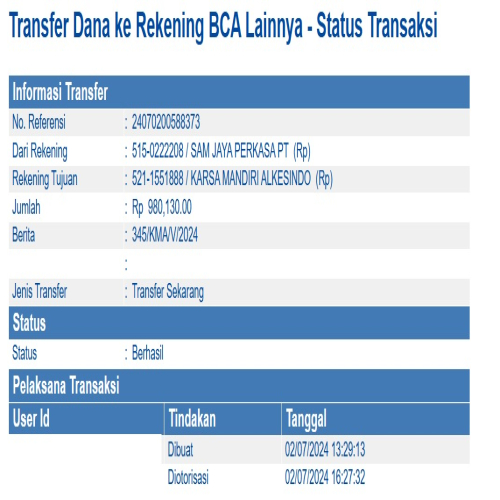 Transfer Dana ke Rekening BCA Lainnya - Status Transaksi
Informasi Transfer
No. Referensi : 24070200588373
Dari Rekening : 515-0222208 / SAM JAYA PERKASA PT (Rp)
Rekening Tujuan : 521-1551888 / KARSA MANDIRI ALKESINDO (Rp)
Jumlah : Rp 980,130.00
Berita : 345/KMA/V/2024
:
Jenis Transfer : Transfer Sekarang
Status
Status : Berhasil
Pelaksana Transaksi
User Id Tindakan Tanggal
Dibuat 02/07/2024 13:29:13
Diotorisasi 02/07/2024 16:27:32